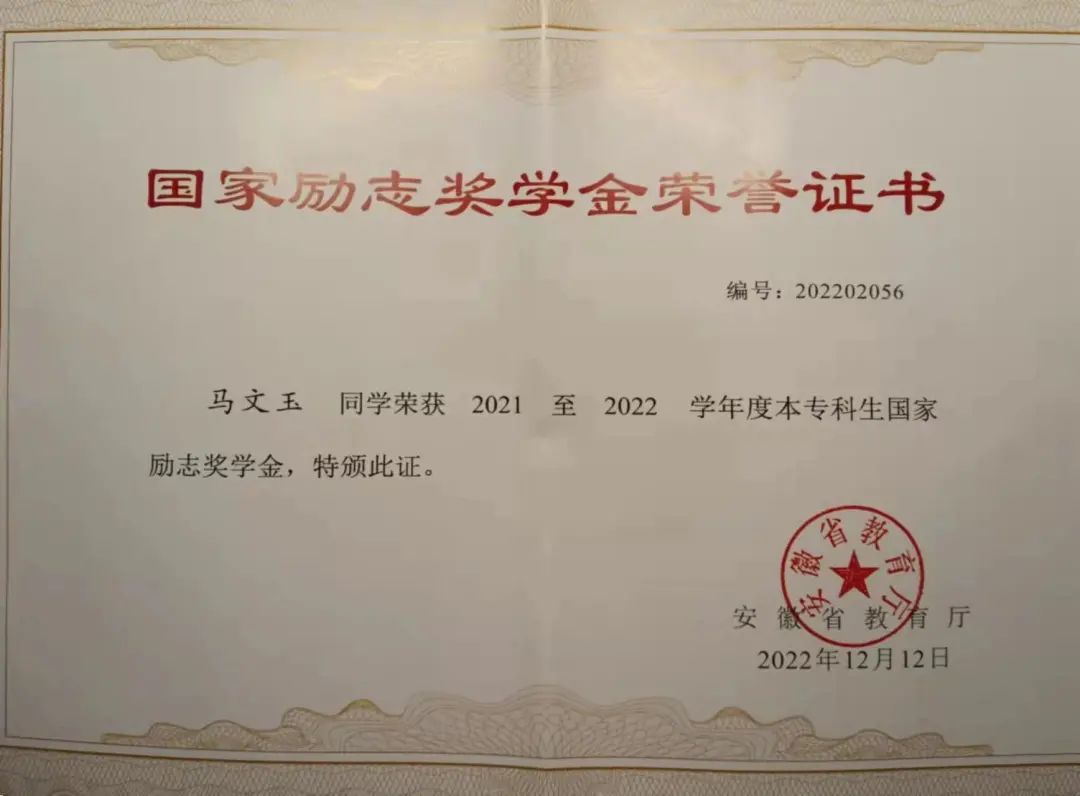 国家励志奖学金荣誉证书
编号：202202056
马文玉 同学荣获 2021 至 2022 学年度本专科生国家
励志奖学金，特颁此证。
安徽省教育厅
安徽省教育厅
2022年12月12日